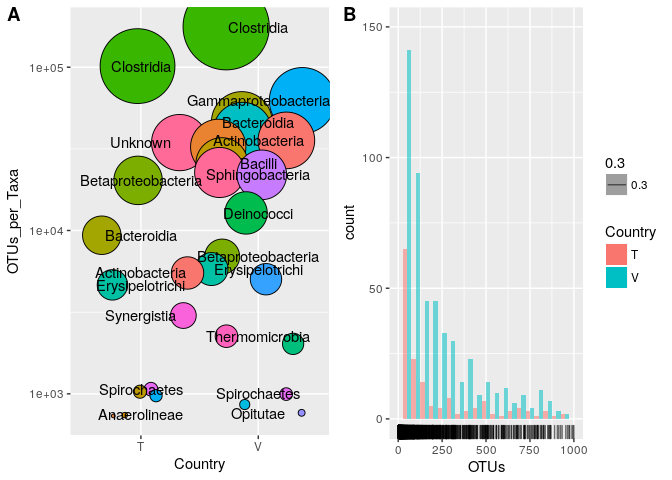 A
OTUs_per_Taxa
1e+05
1e+04
1e+03
Clostridia
Clostridia
Gammaproteobacteria
Bacteroidia
Actinobacteria
Unknown
Bacilli
Sphingobacteria
Betaproteobacteria
Deinococci
Bacteroidia
Betaproteobacteria
Erysipelotrichi
Actinobacteria
Erysipelotrichi
Synergistia
Thermomicrobia
Spirochaetes
Spirochaetes
Anaerolineae
Opitutae
T
V
Country
B
count
150
100
50
0
0
250
500
750
1000
OTUs
0.3
0.3
Country
T
V